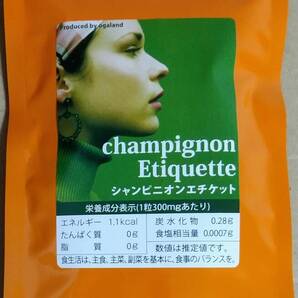 Produced by ogaland
champignon
Etiquette
シャンピニオンエチケット
栄養成分表示(1粒300mgあたり)
エネルギー 1.1kcal 炭水化物 0.28g
たんぱく質 0g 食塩相当量 0.0007g
脂質 0g 数値は推定値です。
食生活は、主食、主菜、副菜を基本に、食事のバランスを。